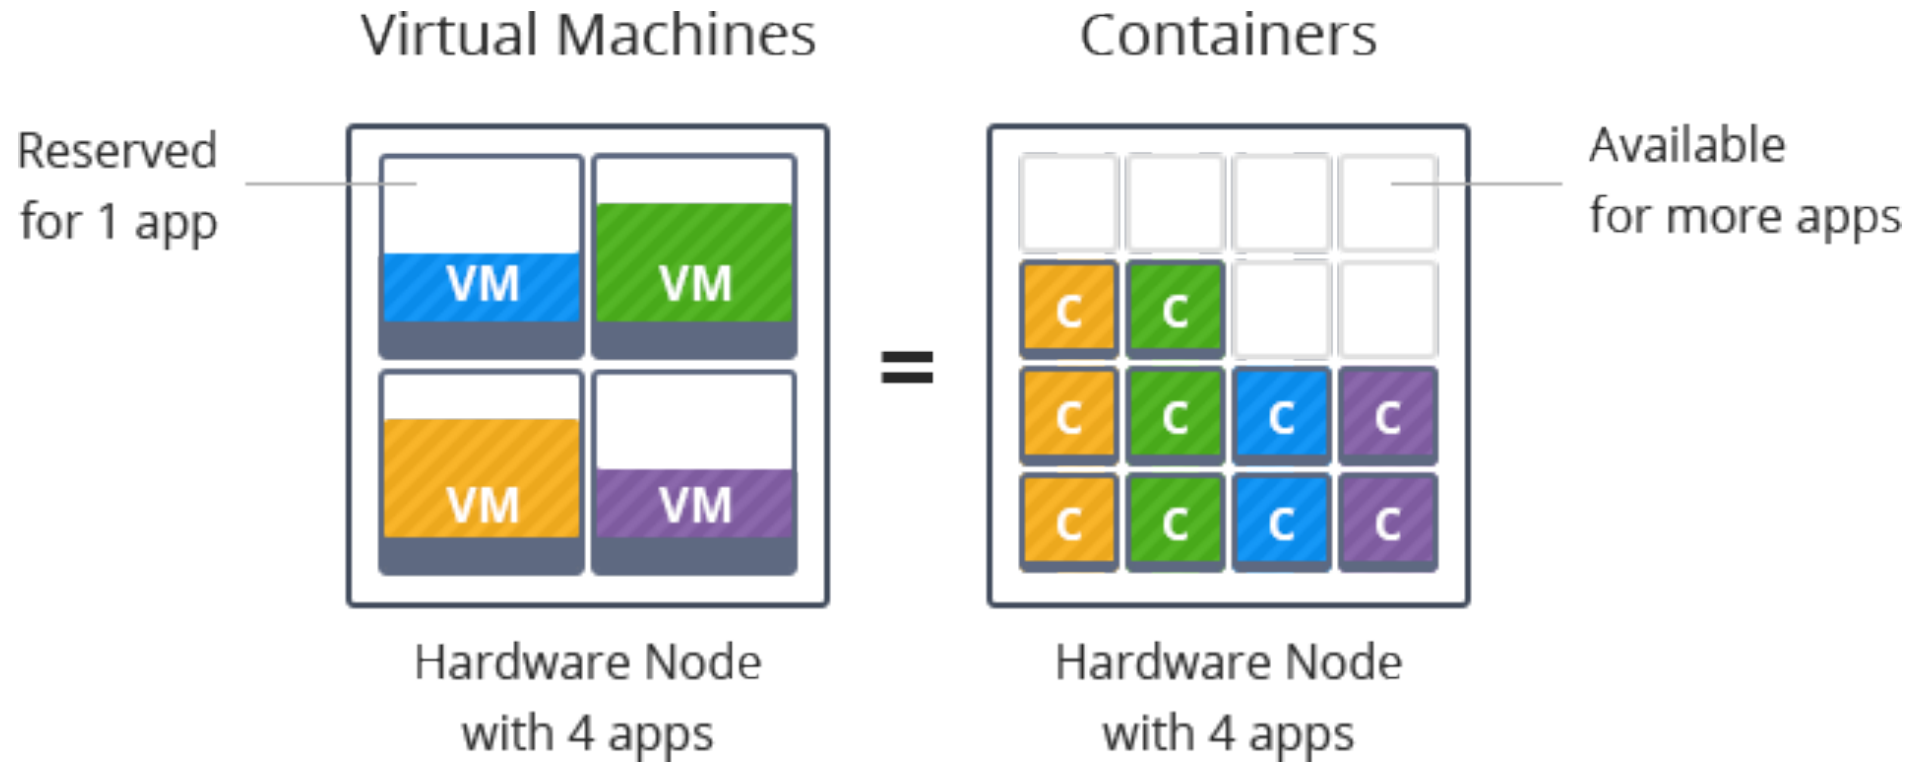 Virtual Machines
Containers
Reserved
for 1 app
Available
for more apps
VM VM
VM VM
=
C C
C C C C
C C C C
Hardware Node
with 4 apps
Hardware Node
with 4 apps